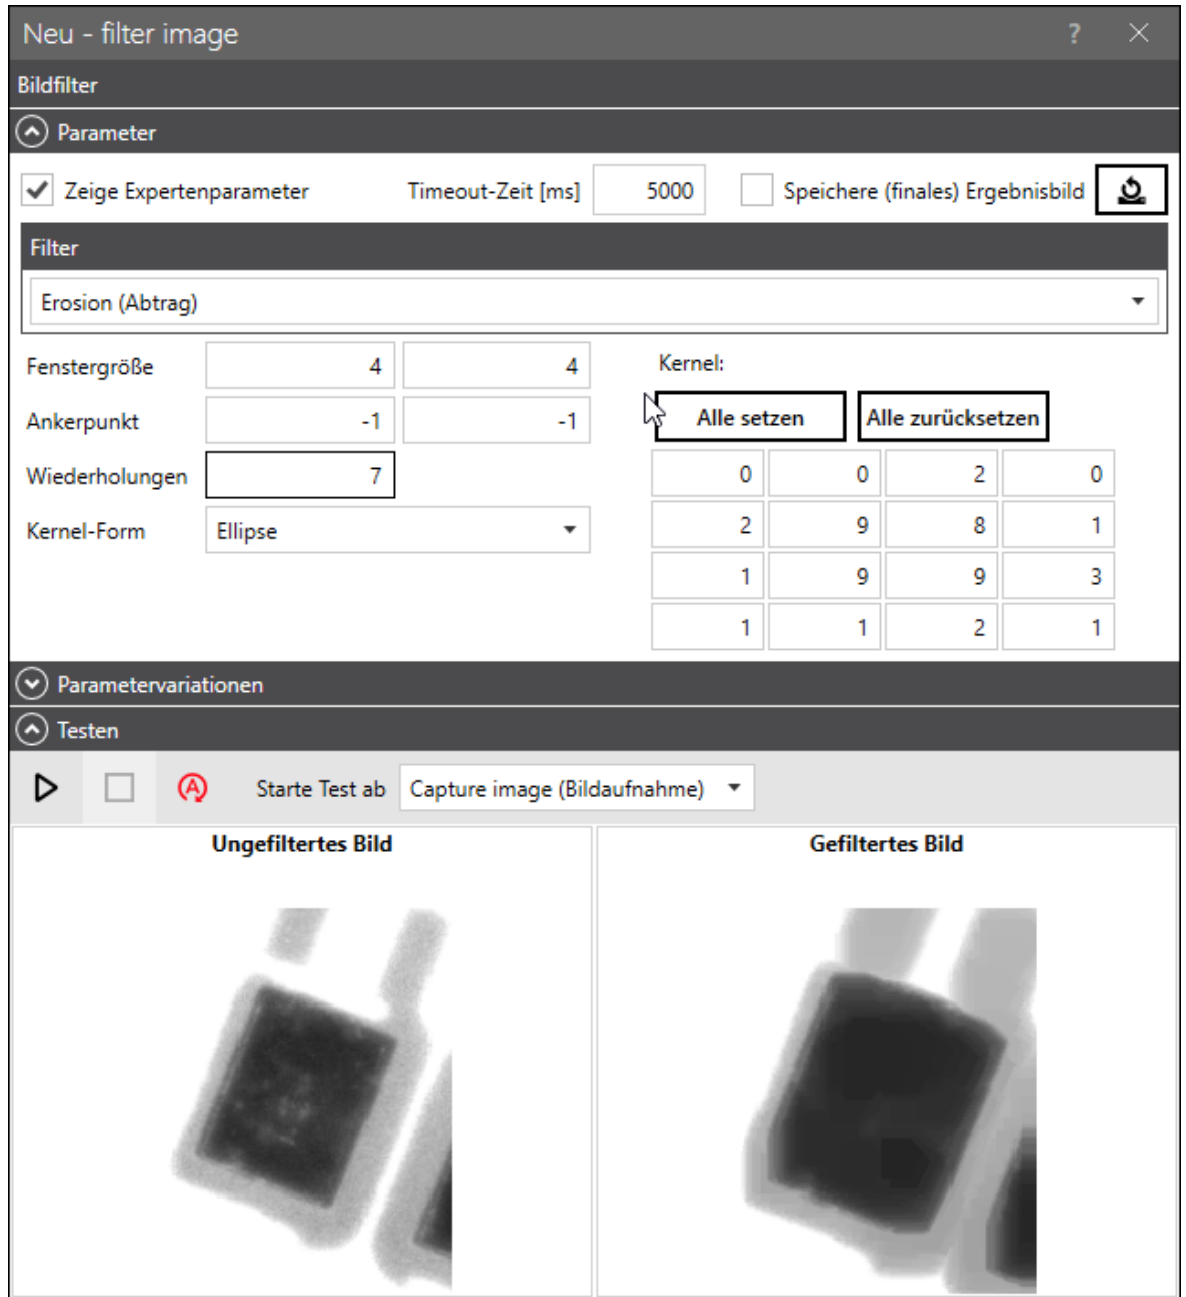 Neu - filter image ?
Bildfilter
Parameter
Zeige Expertenparameter Timeout-Zeit [ms] 5000 Speichere (finales) Ergebnisbild
Filter
Erosion (Abtrag)
Fenstergröße 4 4 Kernel:
Ankerpunkt -1 -1 Alle setzen Alle zurücksetzen
Wiederholungen 7 0 0 2 0
Kernel-Form Ellipse 2 9 8 1
1 9 9 3
1 1 2 1
Parametervariationen
Testen
A Starte Test ab Capture image (Bildaufnahme)
Ungefiltertes Bild Gefiltertes Bild